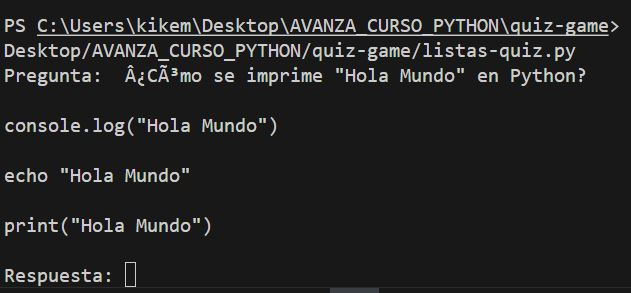 PS C:\Users\kikem\Desktop\AVANZA_CURSO_PYTHON\quiz-game>
Desktop/AVANZA_CURSO_PYTHON/quiz-game/listas-quiz.py
Pregunta:  Â¿CÃ³mo se imprime "Hola Mundo" en Python?
console.log("Hola Mundo")
echo "Hola Mundo"
print("Hola Mundo")
Respuesta: